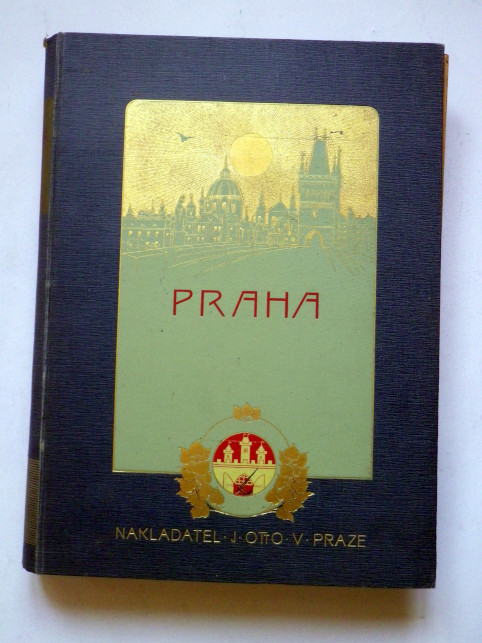 PRAHA
NAKLADATEL · J · OTTO · V · PRAZE